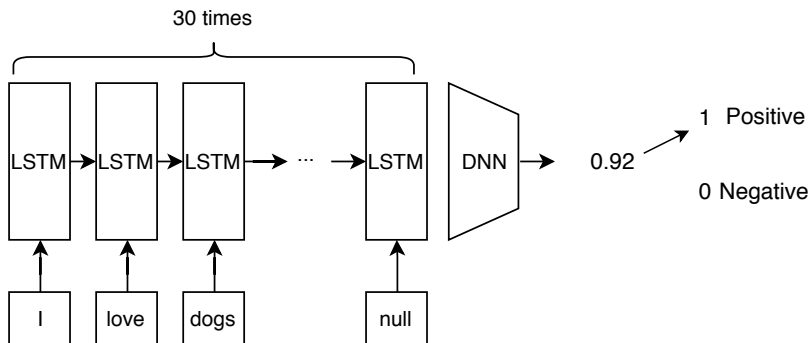 30 times
LSTM LSTM LSTM ... LSTM DNN 0.92 1 Positive
0 Negative
I love dogs null